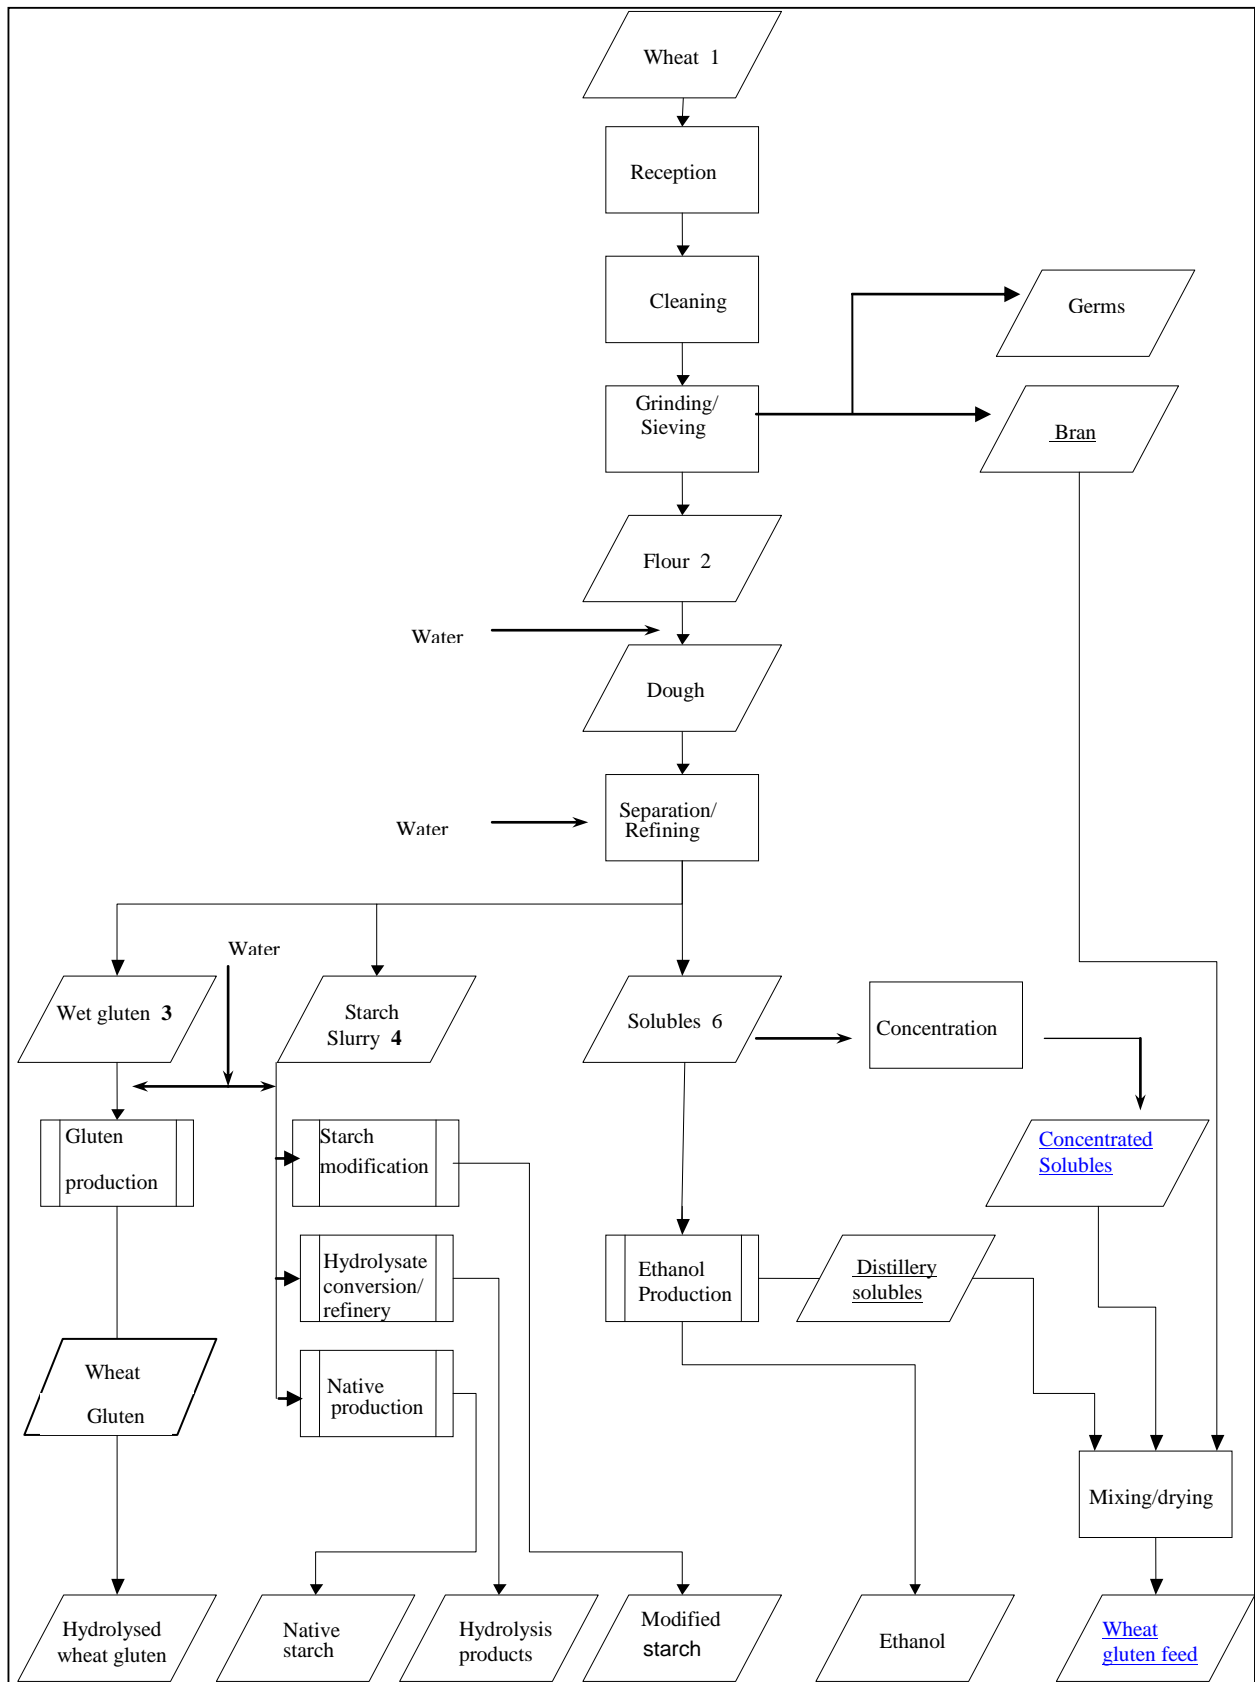 Wheat 1
Reception
Cleaning
Germs
Grinding/
Sieving
Bran
Flour 2
Water
Dough
Separation/
Refining
Water
Water
Wet gluten 3
Starch
Slurry 4
Solubles 6
Concentration
Gluten
production
Starch
modification
Concentrated
Solubles
Hydrolysate
conversion/
refinery
Ethanol
Production
Distillery
solubles
Wheat
Gluten
Native
production
Mixing/drying
Hydrolysed
wheat gluten
Native
starch
Hydrolysis
products
Modified
starch
Ethanol
Wheat
gluten feed